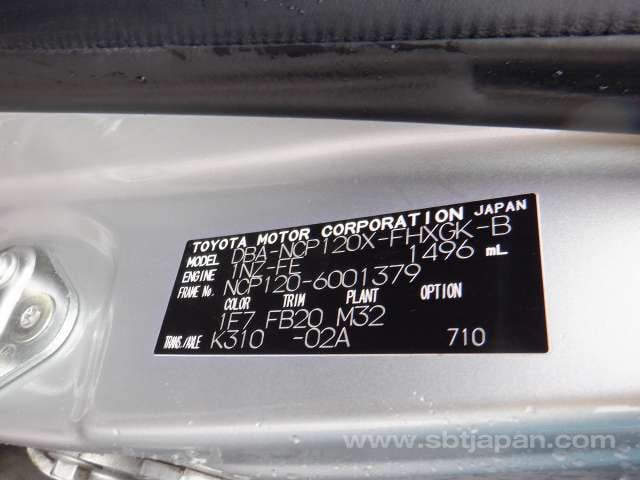 TOYOTA MOTOR CORPORATION JAPAN
MODEL DBA-NCP120X-FHXGK-B
ENGINE 1NZ-FE 1496 mL
FRAME No. NCP120-6001379
COLOR TRIM PLANT OPTION
1E7 FB20 M32
TRANS./AXLE K310 -02A 710
www.sbtjapan.com